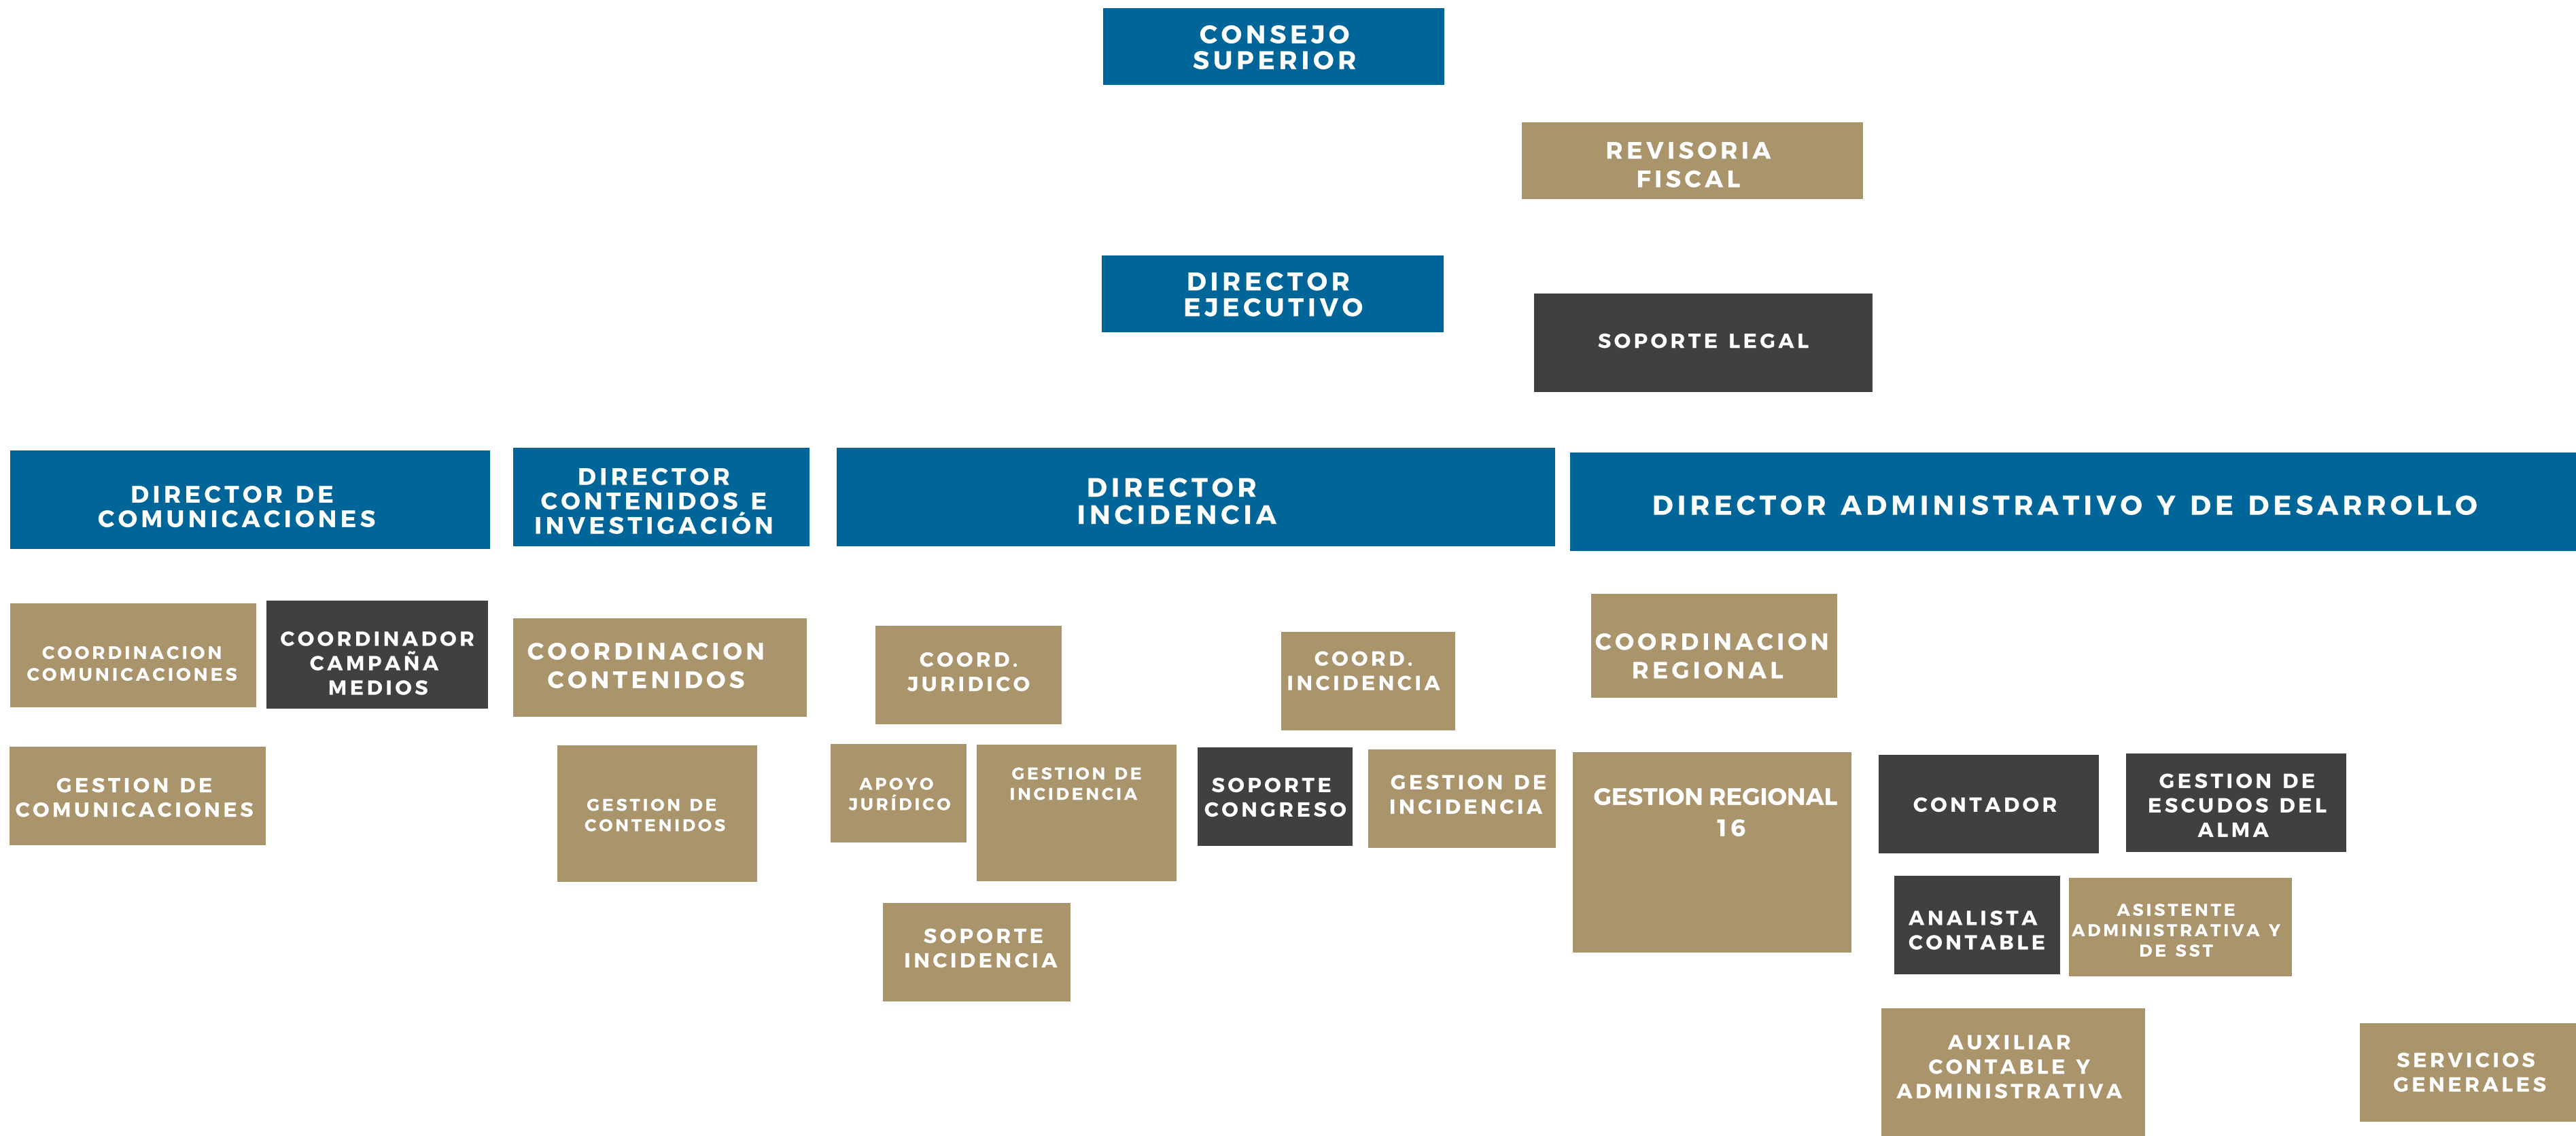 CONSEJO
SUPERIOR
REVISORIA
FISCAL
DIRECTOR
EJECUTIVO
SOPORTE LEGAL
DIRECTOR DE
COMUNICACIONES
DIRECTOR
CONTENIDOS E
INVESTIGACIÓN
DIRECTOR
INCIDENCIA
DIRECTOR ADMINISTRATIVO Y DE DESARROLLO
COORDINACION
COMUNICACIONES
COORDINADOR
CAMPAÑA
MEDIOS
COORDINACION
CONTENIDOS
COORD.
JURIDICO
COORD.
INCIDENCIA
COORDINACION
REGIONAL
GESTION DE
COMUNICACIONES
GESTION DE
CONTENIDOS
APOYO
JURÍDICO
GESTION DE
INCIDENCIA
SOPORTE
CONGRESO
GESTION DE
INCIDENCIA
GESTION REGIONAL
16
CONTADOR
GESTION DE
ESCUDOS DEL
ALMA
SOPORTE
INCIDENCIA
ANALISTA
CONTABLE
ASISTENTE
ADMINISTRATIVA Y
DE SST
AUXILIAR
CONTABLE Y
ADMINISTRATIVA
SERVICIOS
GENERALES